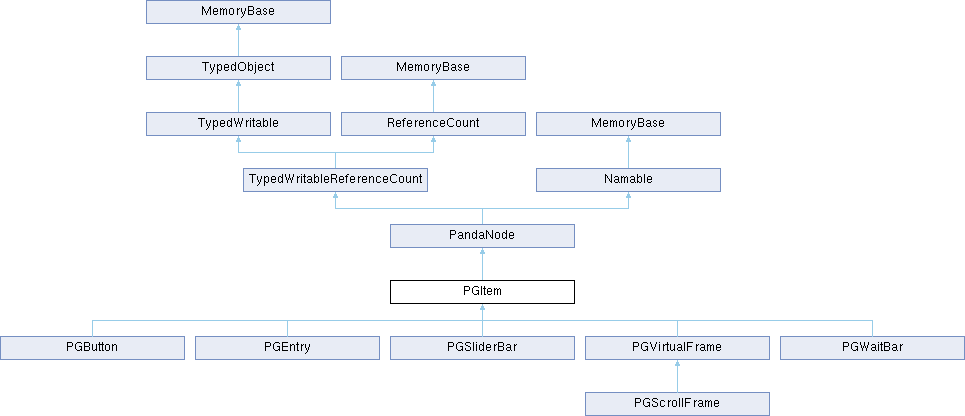 MemoryBase
TypedObject
MemoryBase
TypedWritable
ReferenceCount
MemoryBase
TypedWritableReferenceCount
Namable
PandaNode
PGItem
PGButton
PGEntry
PGSliderBar
PGVirtualFrame
PGWaitBar
PGScrollFrame